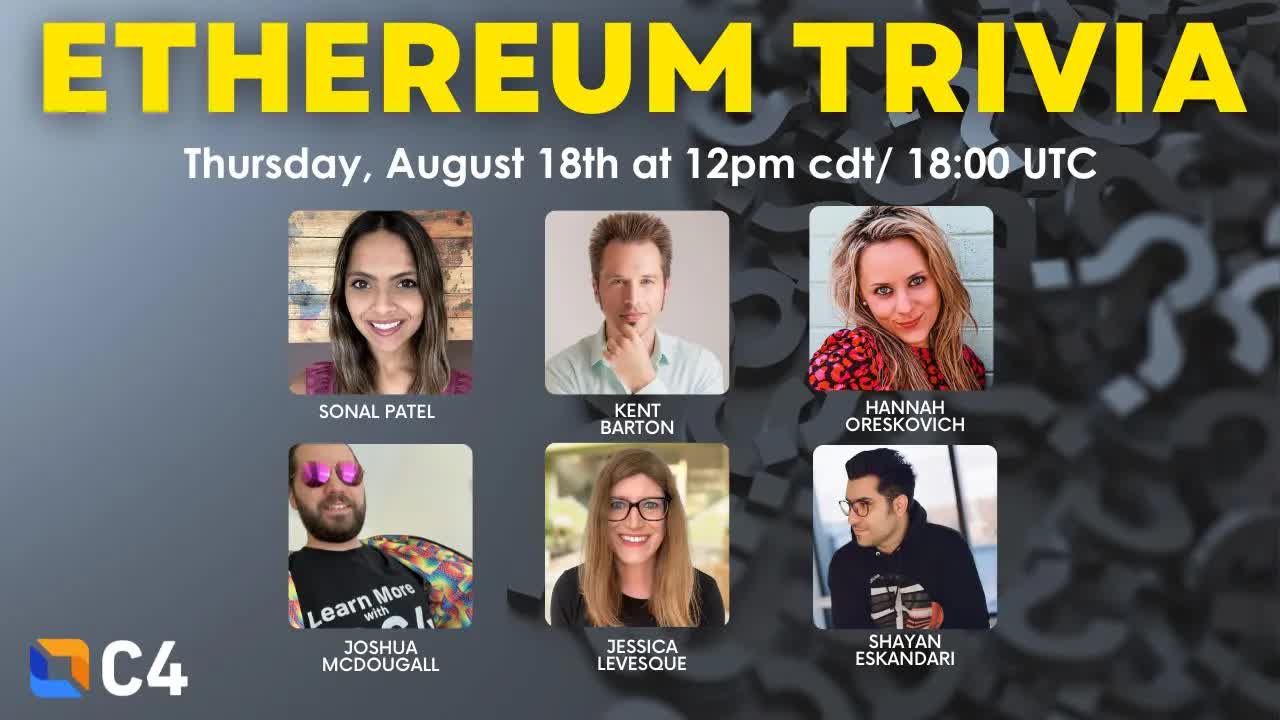 ETHEREUM TRIVIA
Thursday, August 18th at 12pm cdt/ 18:00 UTC
SONAL PATEL
KENT
BARTON
HANNAH
ORESKOVICH
Learn More
with
JOSHUA
MCDOUGALL
JESSICA
LEVESQUE
SHAYAN
ESKANDARI
C4